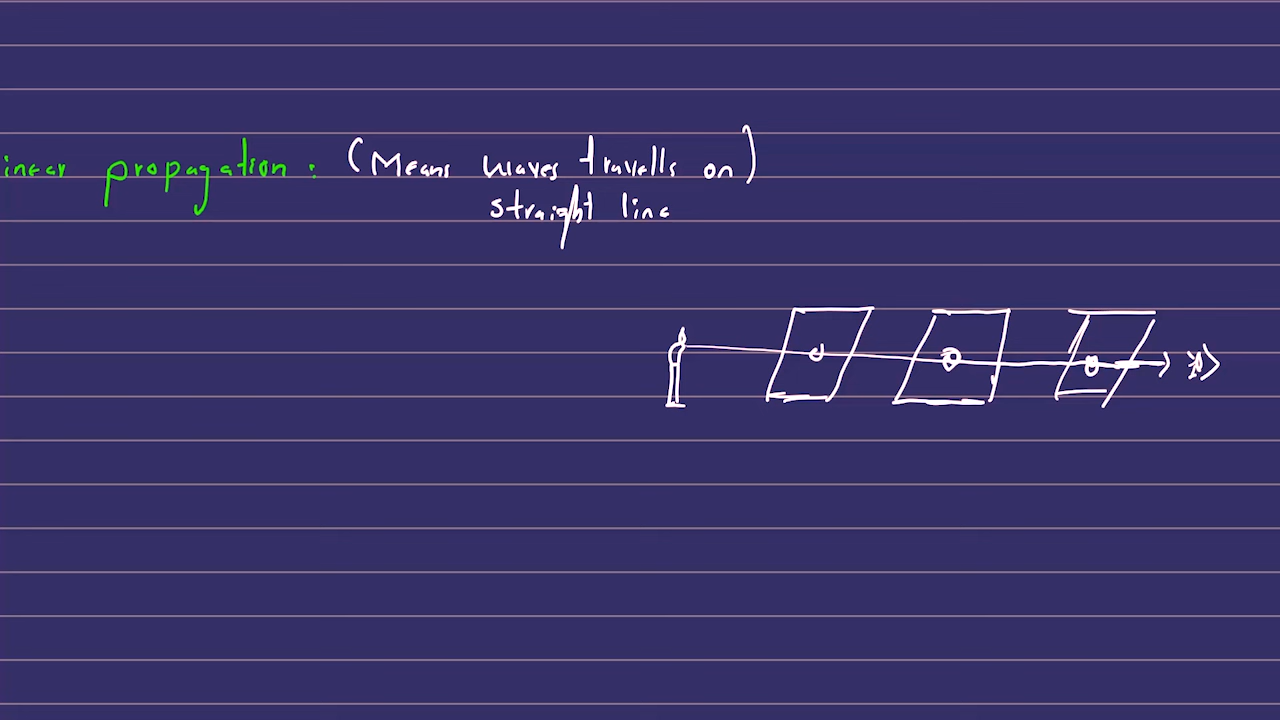 inear propagation: (Means waves travells on)
straight line